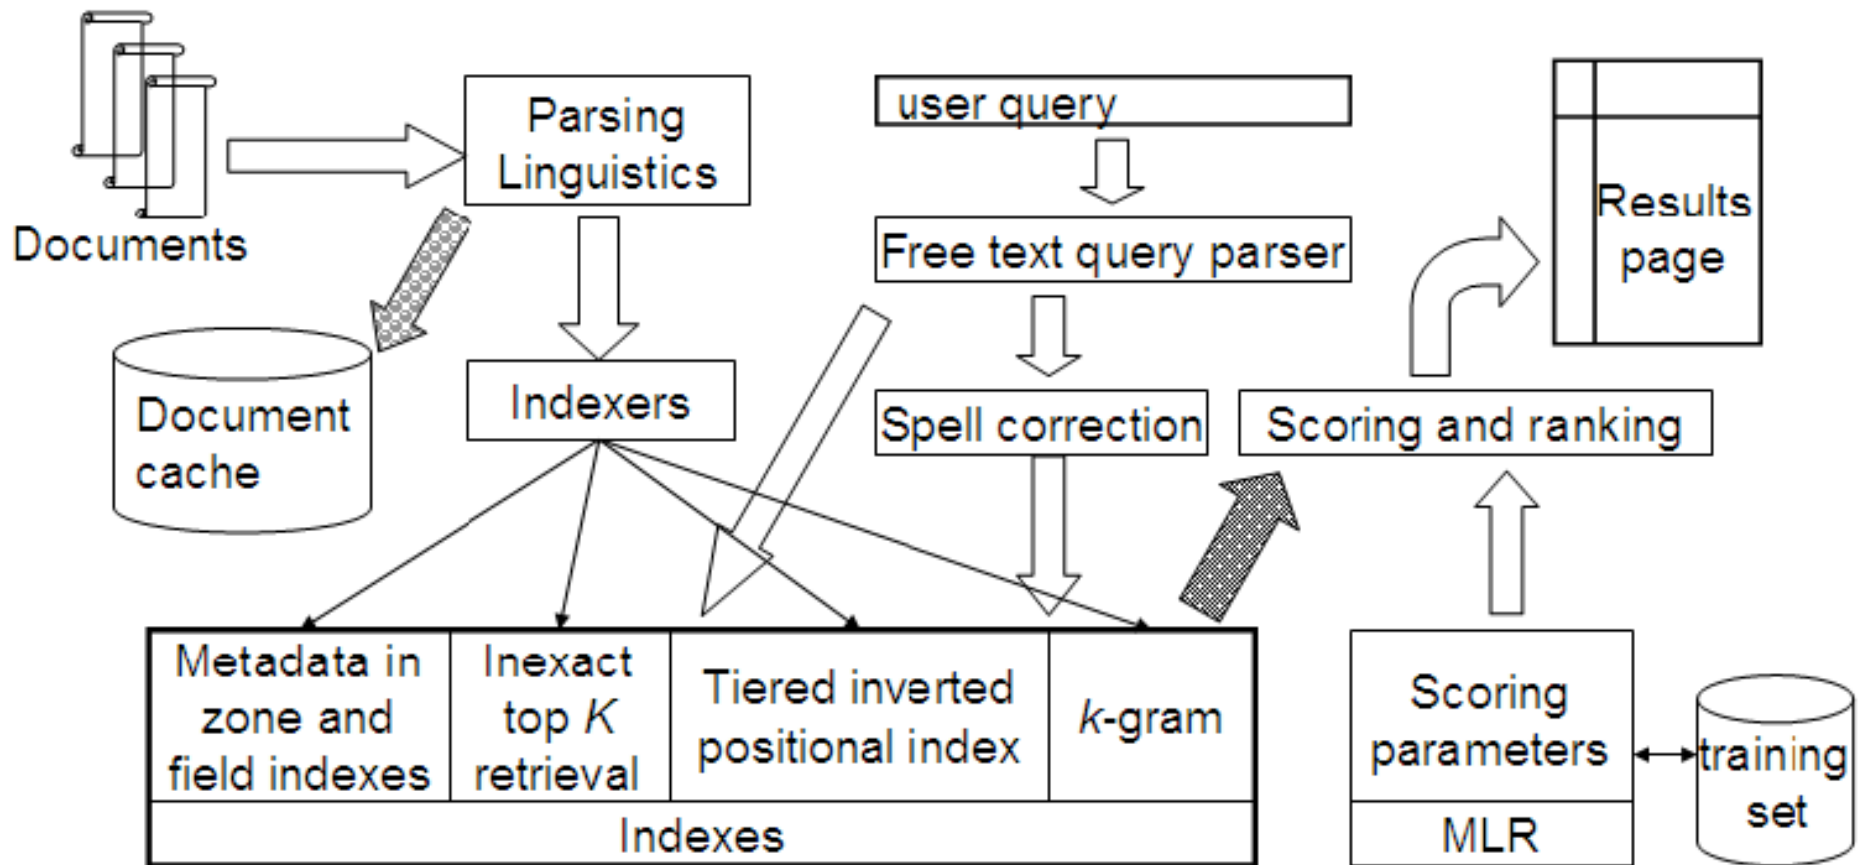 Documents
Parsing
Linguistics
Document
cache
Indexers
user query
Free text query parser
Spell correction
Scoring and ranking
Results
page
Metadata in
zone and
field indexes
Inexact
top K
retrieval
Tiered inverted
positional index
k-gram
Indexes
Scoring
parameters
MLR
training
set